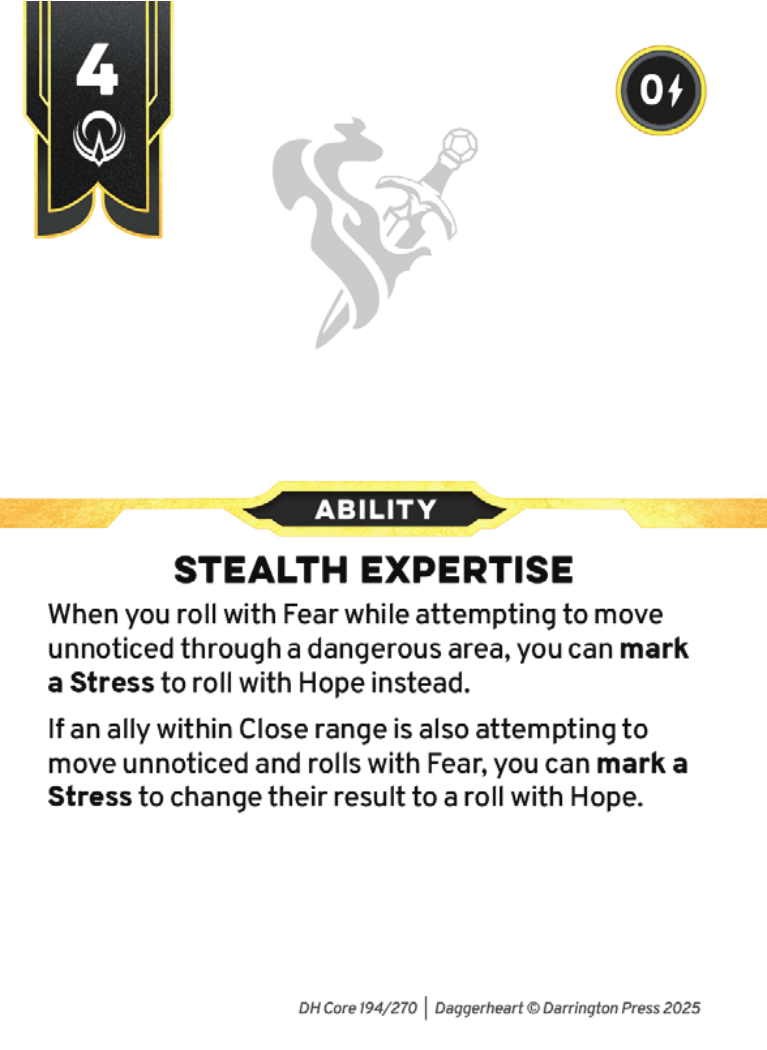 4
0
ABILITY
STEALTH EXPERTISE
When you roll with Fear while attempting to move
unnoticed through a dangerous area, you can mark
a Stress to roll with Hope instead.
If an ally within Close range is also attempting to
move unnoticed and rolls with Fear, you can mark a
Stress to change their result to a roll with Hope.
DH Core 194/270 | Daggerheart © Darrington Press 2025